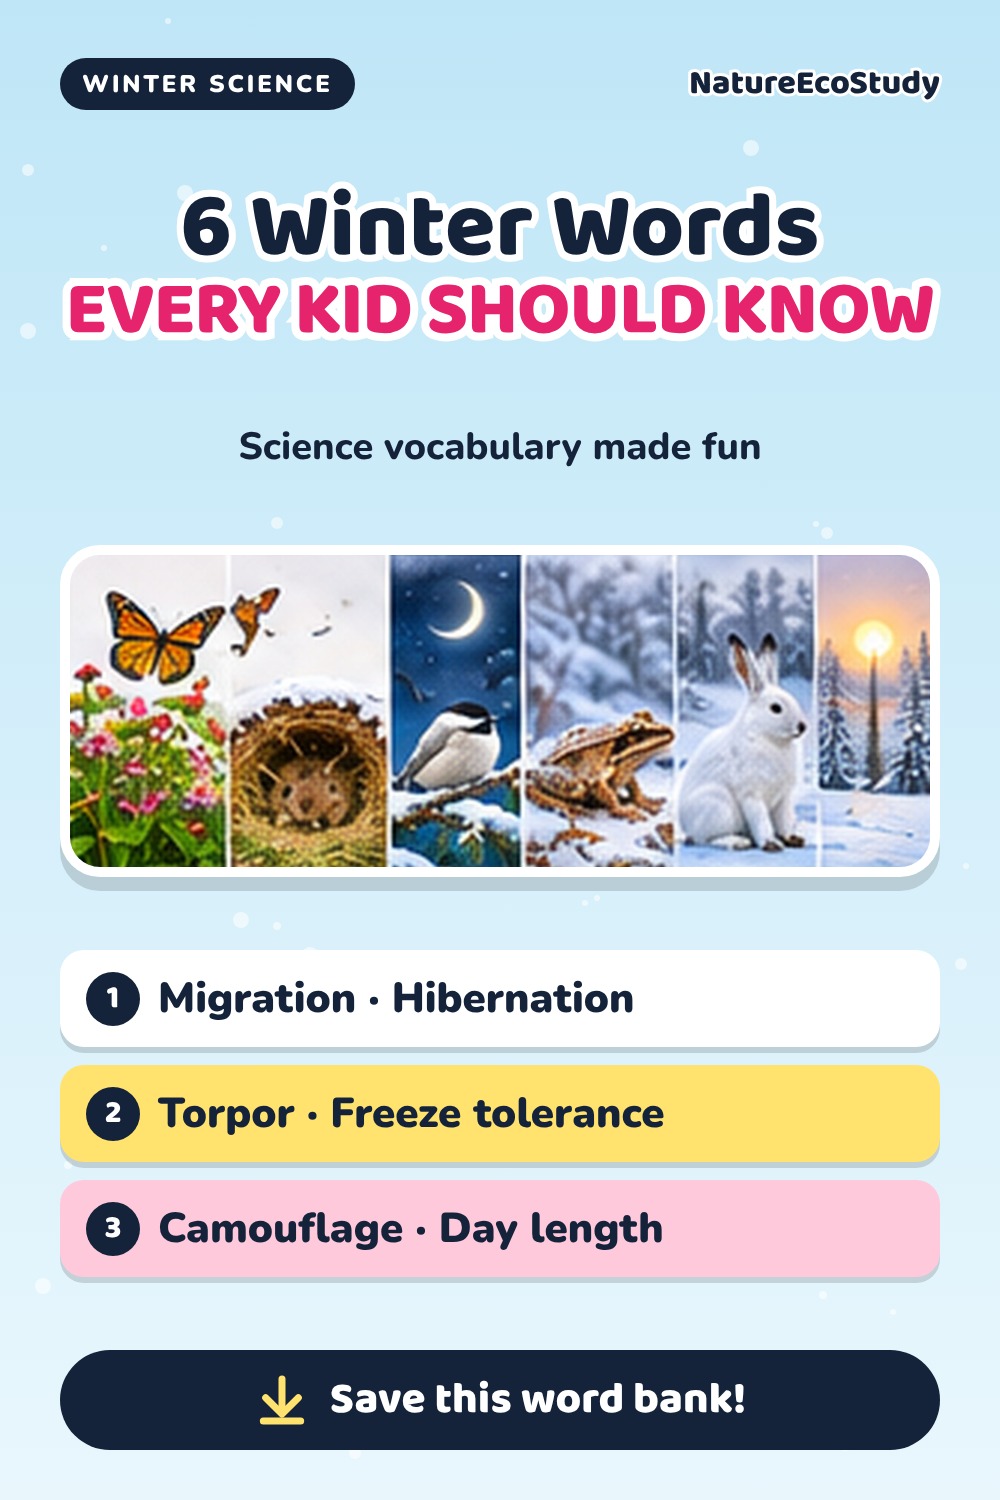 WINTER SCIENCE
NatureEcoStudy
6 Winter Words
EVERY KID SHOULD KNOW
Science vocabulary made fun
1 Migration · Hibernation
2 Torpor · Freeze tolerance
3 Camouflage · Day length
Save this word bank!